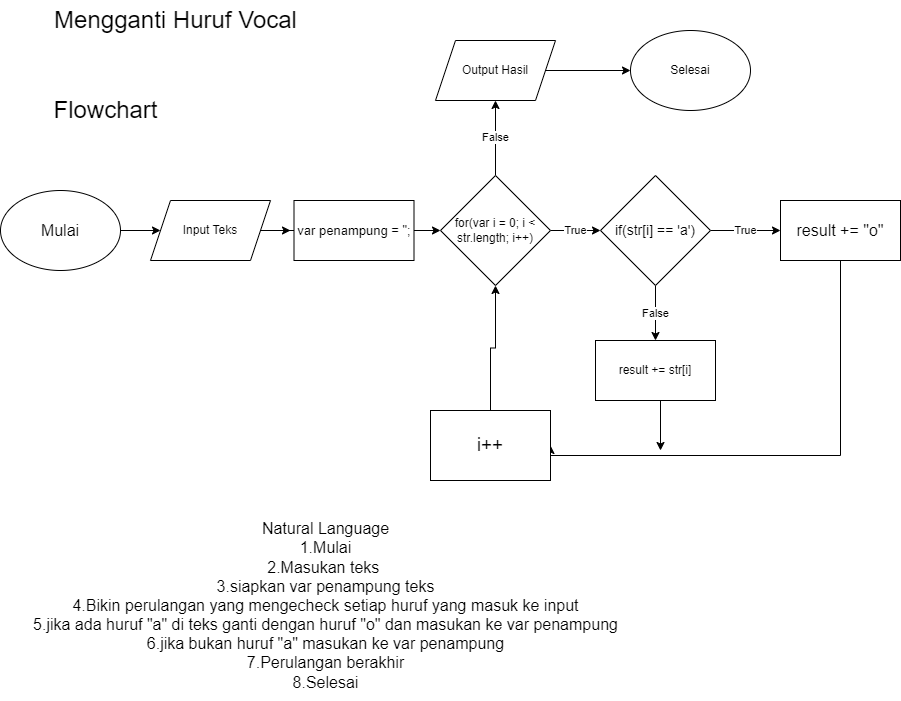 Mengganti Huruf Vocal
Flowchart
Output Hasil
Selesai
False
Mulai
Input Teks
var penampung = '';
for(var i = 0; i <
str.length; i++)
True
if(str[i] == 'a')
True
result += "o"
False
result += str[i]
i++
Natural Language
1.Mulai
2.Masukan teks
3.siapkan var penampung teks
4.Bikin perulangan yang mengecheck setiap huruf yang masuk ke input
5.jika ada huruf "a" di teks ganti dengan huruf "o" dan masukan ke var penampung
6.jika bukan huruf "a" masukan ke var penampung
7.Perulangan berakhir
8.Selesai